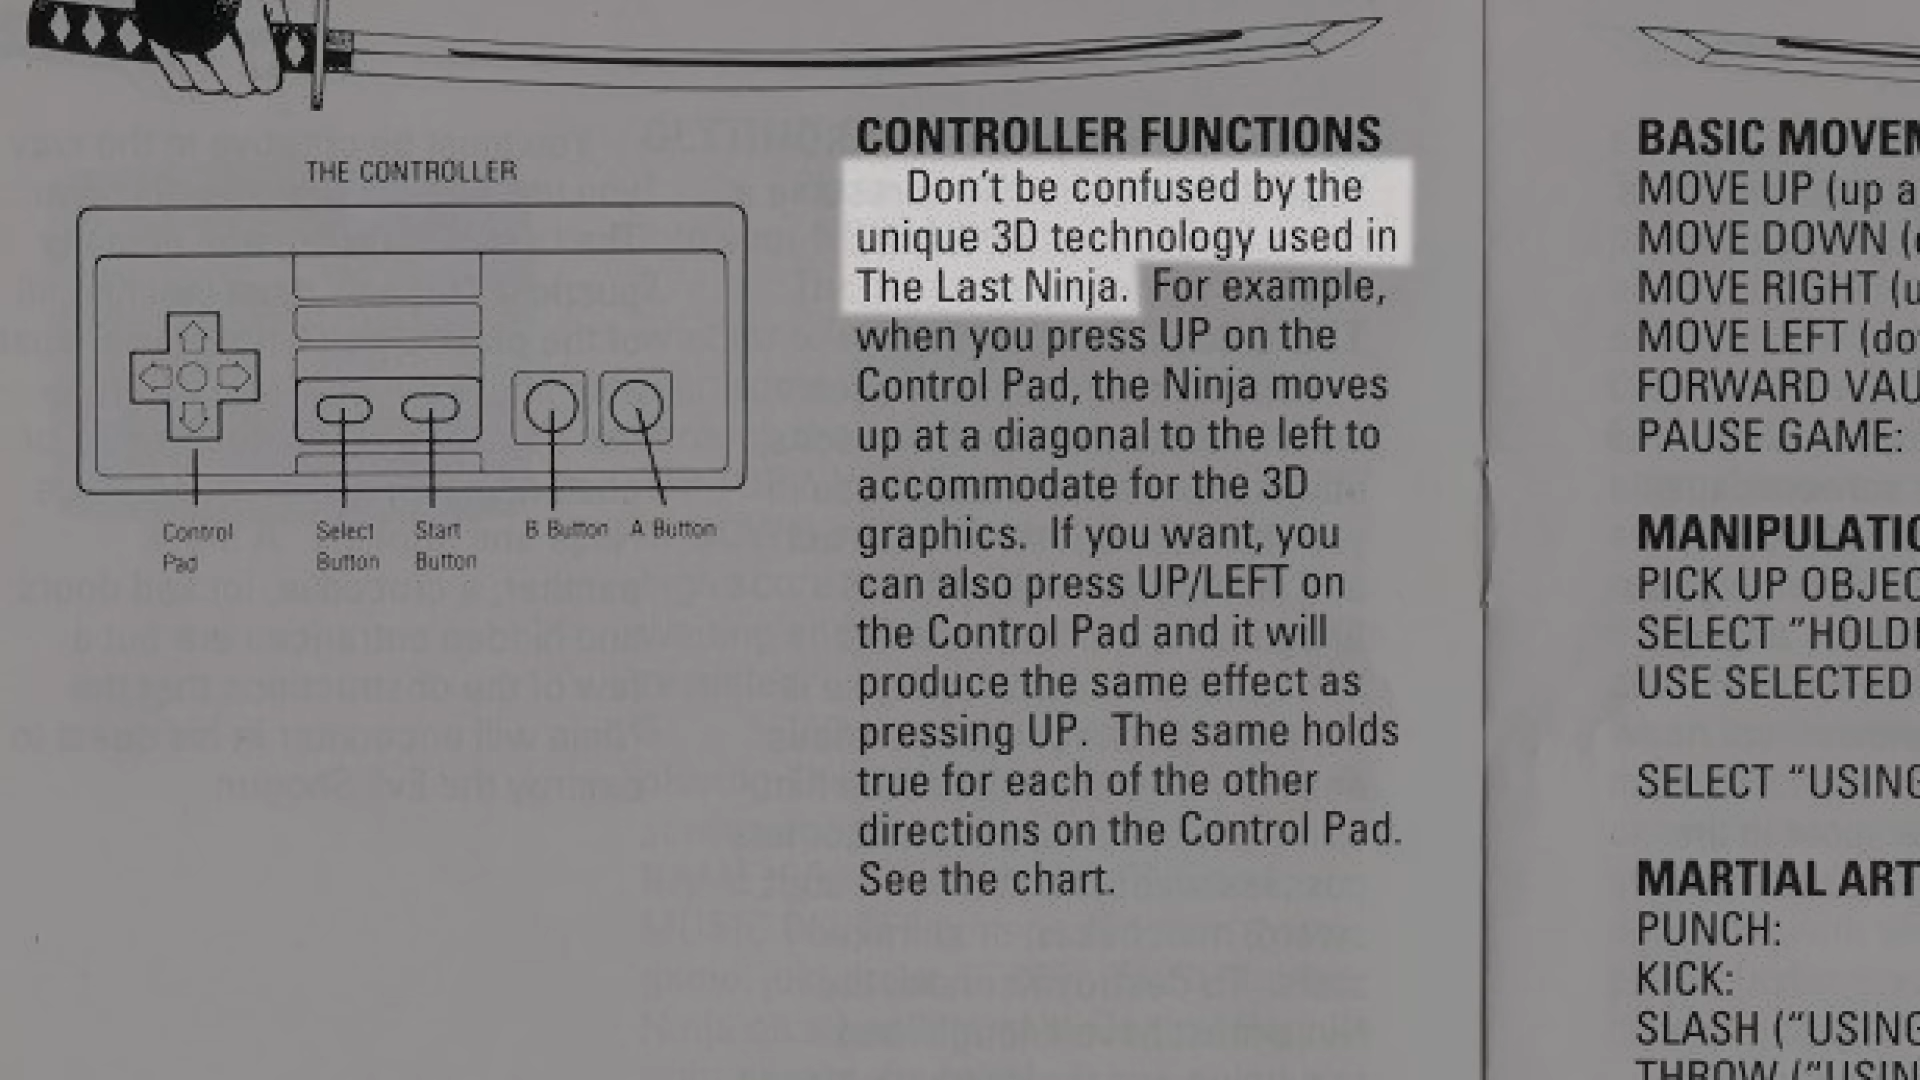 THE CONTROLLER
Control
Pad
Select
Button
Start
Button
B Button
A Button
CONTROLLER FUNCTIONS
Don't be confused by the
unique 3D technology used in
The Last Ninja. For example,
when you press UP on the
Control Pad, the Ninja moves
up at a diagonal to the left to
accommodate for the 3D
graphics. If you want, you
can also press UP/LEFT on
the Control Pad and it will
produce the same effect as
pressing UP. The same holds
true for each of the other
directions on the Control Pad.
See the chart.
BASIC
MOVE UP (up
MOVE DOWN
MOVE RIGHT
MOVE LEFT
FORWARD
PAUSE GAME:
PICK UP
SELECT
USE SELECTED
SELECT "USING
MARTIAL
PUNCH:
KICK:
SLASH ("USING
THROW